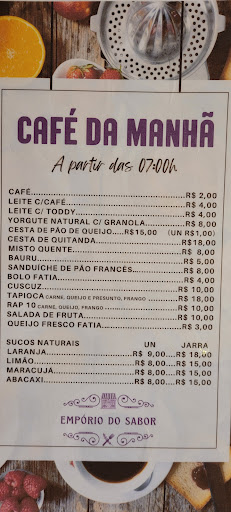 CAFÉ DA MANHÃ
A partir das 07:00h
CAFÉ R$ 2,00
LEITE C/CAFÉ R$ 4,00
LEITE C/ TODDY R$ 4,00
YORGUTE NATURAL C/ GRANOLA R$ 8,00
CESTA DE PÃO DE QUEIJO R$15,00 (UN R$1,00)
CESTA DE QUITANDA R$18,00
MISTO QUENTE R$ 8,00
BAURU R$ 5,00
SANDUÍCHE DE PÃO FRANCÊS R$ 8,00
BOLO FATIA R$ 4,00
CUSCUZ R$ 10,00
TAPIOCA CARNE, QUEIJO E PRESUNTO, FRANGO R$ 18,00
RAP 10 CARNE, QUEIJO, FRANGO R$ 10,00
SALADA DE FRUTA R$ 10,00
QUEIJO FRESCO FATIA R$ 3,00
SUCOS NATURAIS UN JARRA
LARANJA R$ 9,00 R$ 18,00
LIMÃO R$ 8,00 R$ 15,00
MARACUJÁ R$ 8,00 R$ 15,00
ABACAXI R$ 8,00 R$ 15,00
EMPÓRIO DO SABOR